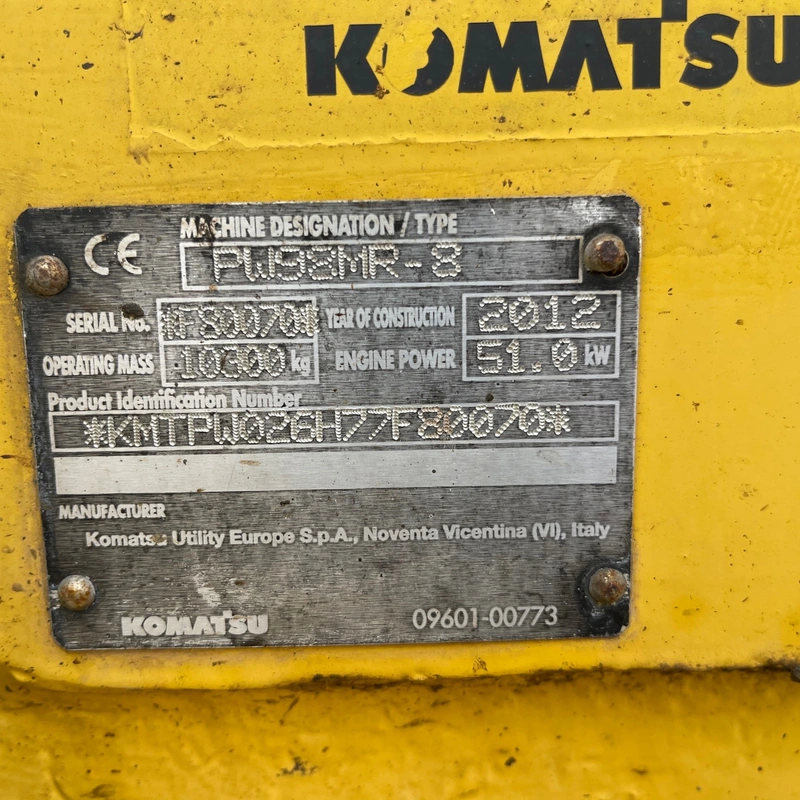 KOMATSU
CE
MACHINE DESIGNATION / TYPE
PW98MR-8
SERIAL No. *F80070* YEAR OF CONSTRUCTION 2012
OPERATING MASS 10300 kg ENGINE POWER 51.0 kW
Product Identification Number
*KMTPW026H77F80070*
MANUFACTURER
Komatsu Utility Europe S.p.A., Noventa Vicentina (VI), Italy
KOMATSU 09601-00773